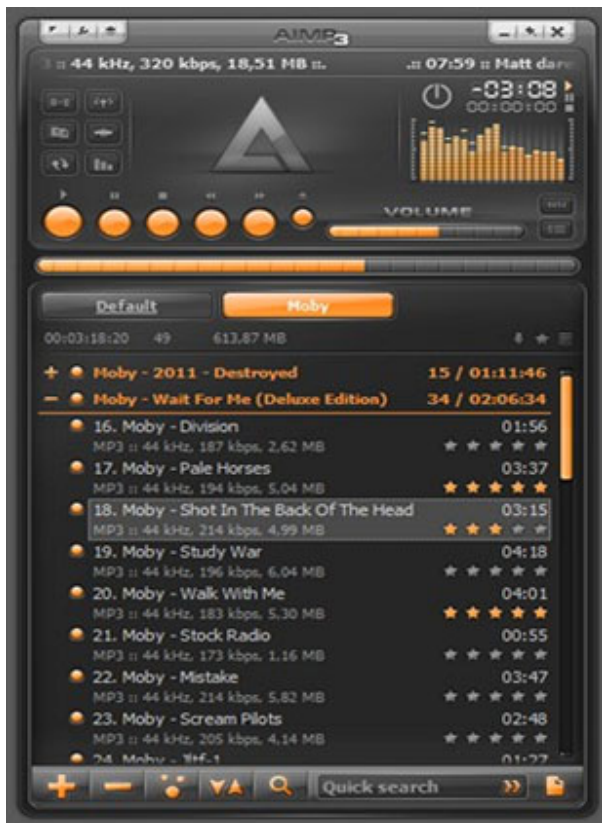 AIMP3
3 :: 44 kHz, 320 kbps, 18,51 MB ::. .:: 07:59 :: Matt dare
-03:08
00:00:00
VOLUME
Default Moby
00:03:18:20 49 613,87 MB
+ Moby - 2011 - Destroyed 15 / 01:11:46
− Moby - Wait For Me (Deluxe Edition) 34 / 02:06:34
16. Moby - Division 01:56
MP3 :: 44 kHz, 187 kbps, 2,62 MB
17. Moby - Pale Horses 03:37
MP3 :: 44 kHz, 194 kbps, 5,04 MB
18. Moby - Shot In The Back Of The Head 03:15
MP3 :: 44 kHz, 214 kbps, 4,99 MB
19. Moby - Study War 04:18
MP3 :: 44 kHz, 196 kbps, 6,04 MB
20. Moby - Walk With Me 04:01
MP3 :: 44 kHz, 183 kbps, 5,30 MB
21. Moby - Stock Radio 00:55
MP3 :: 44 kHz, 173 kbps, 1,16 MB
22. Moby - Mistake 03:47
MP3 :: 44 kHz, 214 kbps, 5,82 MB
23. Moby - Scream Pilots 02:48
MP3 :: 44 kHz, 205 kbps, 4,14 MB
24. Moby - Jltf-1 01:27
Quick search